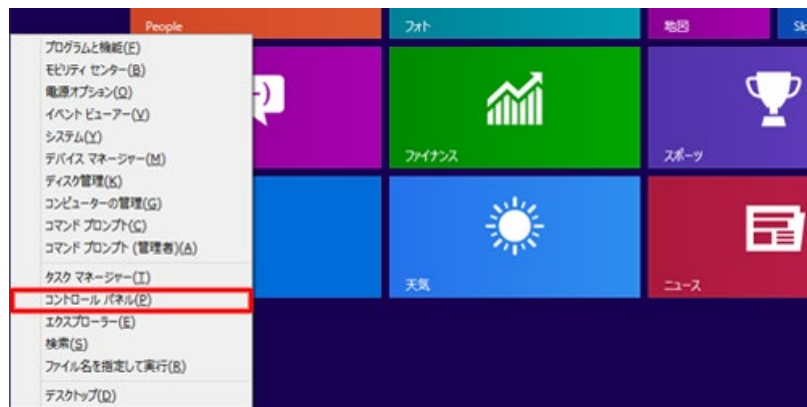 People
フォト
地図
Sk
プログラムと機能(F)
モビリティ センター(B)
電源オプション(O)
イベント ビューアー(V)
システム(Y)
デバイス マネージャー(M)
ディスク管理(K)
コンピューターの管理(G)
コマンド プロンプト(C)
コマンド プロンプト (管理者)(A)
タスク マネージャー(T)
コントロール パネル(P)
エクスプローラー(E)
検索(S)
ファイル名を指定して実行(R)
デスクトップ(D)
ファイナンス
スポーツ
天気
ニュース